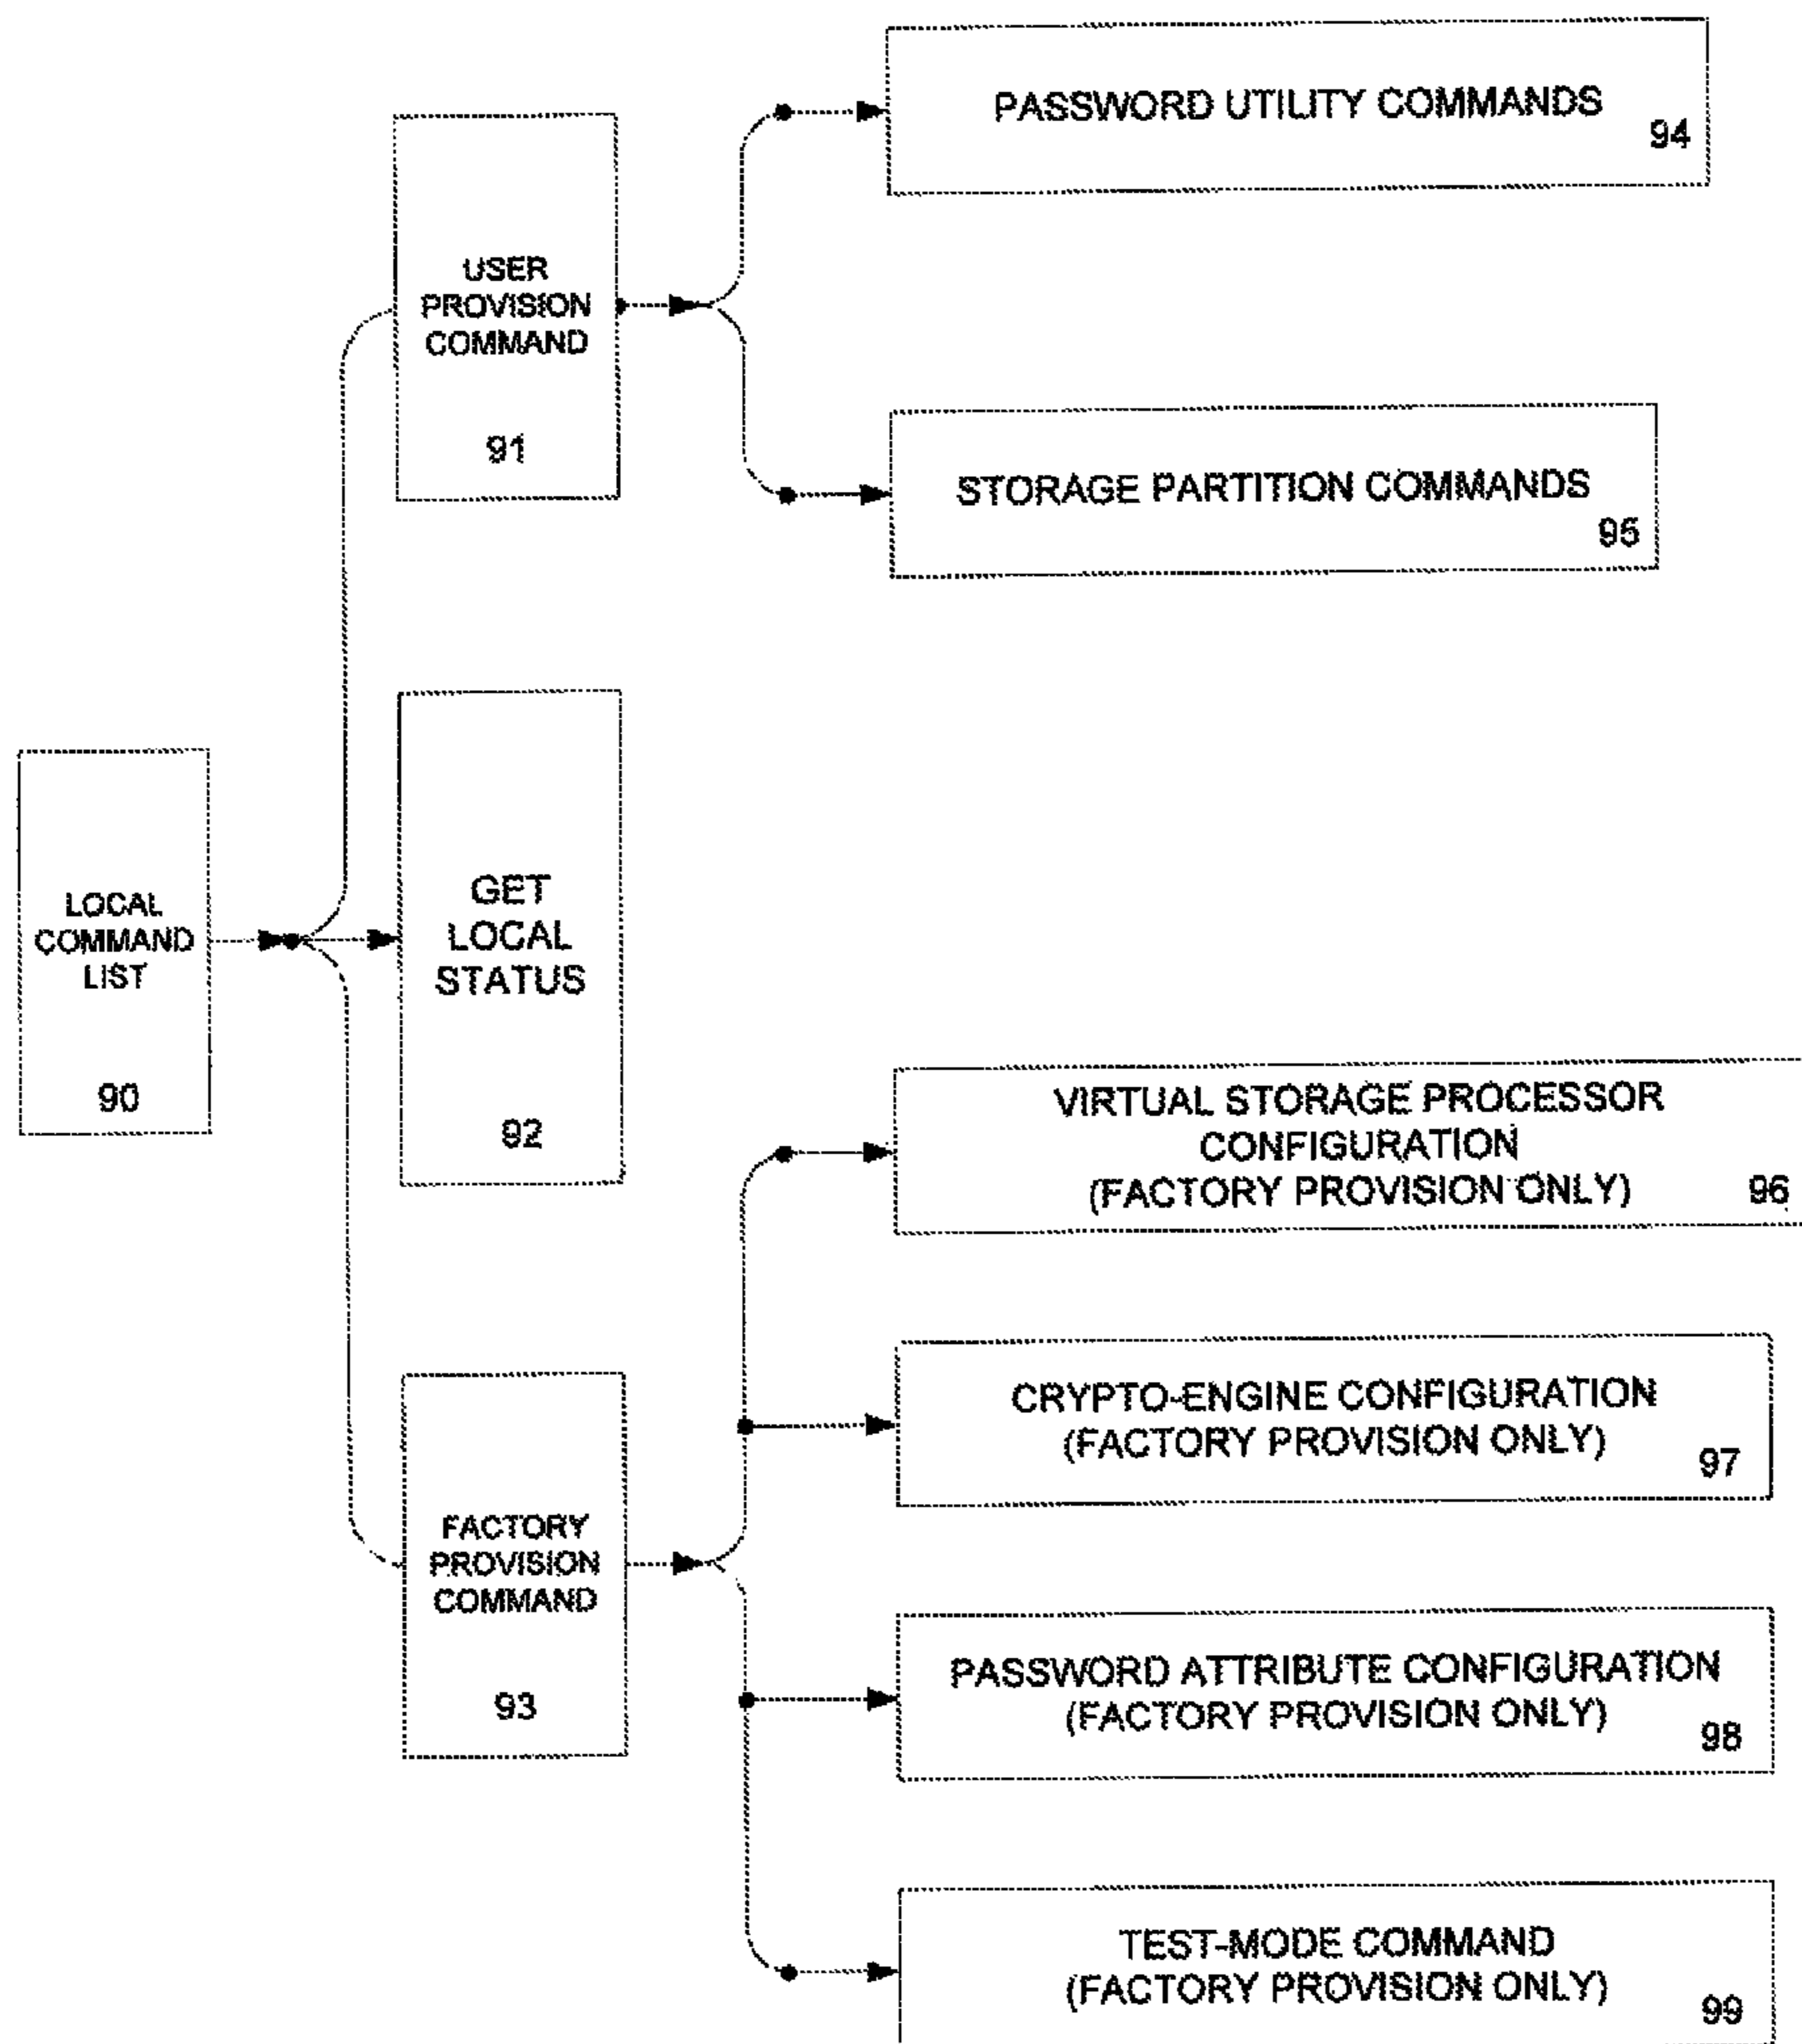 PASSWORD UTILITY COMMANDS
94
USER
PROVISION
COMMAND
91
STORAGE PARTITION COMMANDS
95
LOCAL
COMMAND
LIST
90
GET
LOCAL
STATUS
92
VIRTUAL STORAGE PROCESSOR
CONFIGURATION
(FACTORY PROVISION ONLY)
96
CRYPTO-ENGINE CONFIGURATION
(FACTORY PROVISION ONLY)
97
FACTORY
PROVISION
COMMAND
93
PASSWORD ATTRIBUTE CONFIGURATION
(FACTORY PROVISION ONLY)
98
TEST-MODE COMMAND
(FACTORY PROVISION ONLY)
99